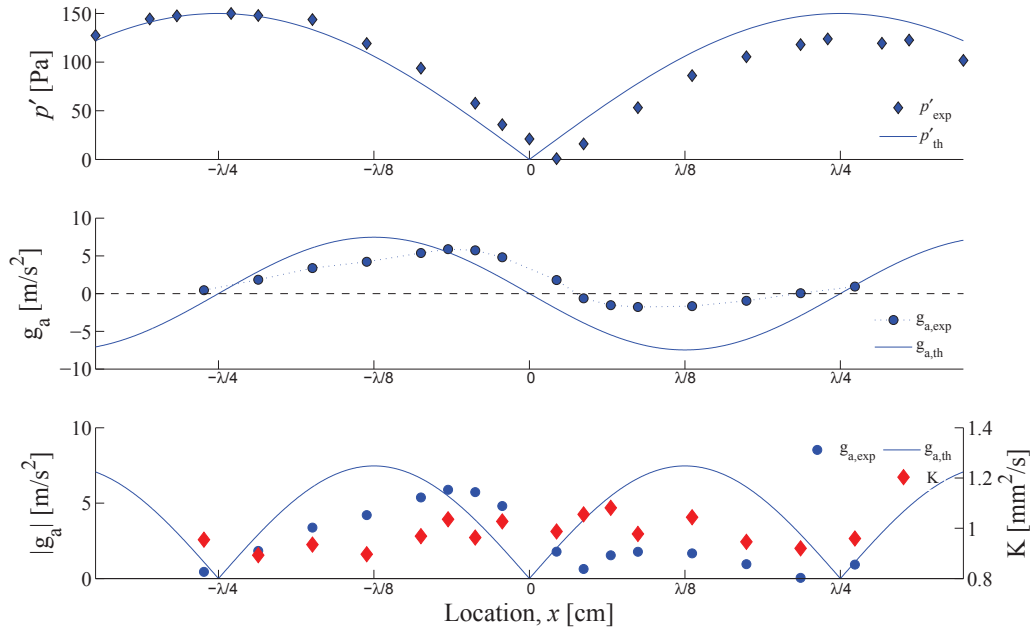 150
100
50
0
p′ [Pa]
p′exp
p′th
−λ/4
−λ/8
0
λ/8
λ/4
10
5
0
−5
−10
ga [m/s2]
ga,exp
ga,th
−λ/4
−λ/8
0
λ/8
λ/4
10
5
0
|ga| [m/s2]
ga,exp
ga,th
K
1.4
1.2
1
0.8
K [mm2/s]
−λ/4
−λ/8
0
λ/8
λ/4
Location, x [cm]